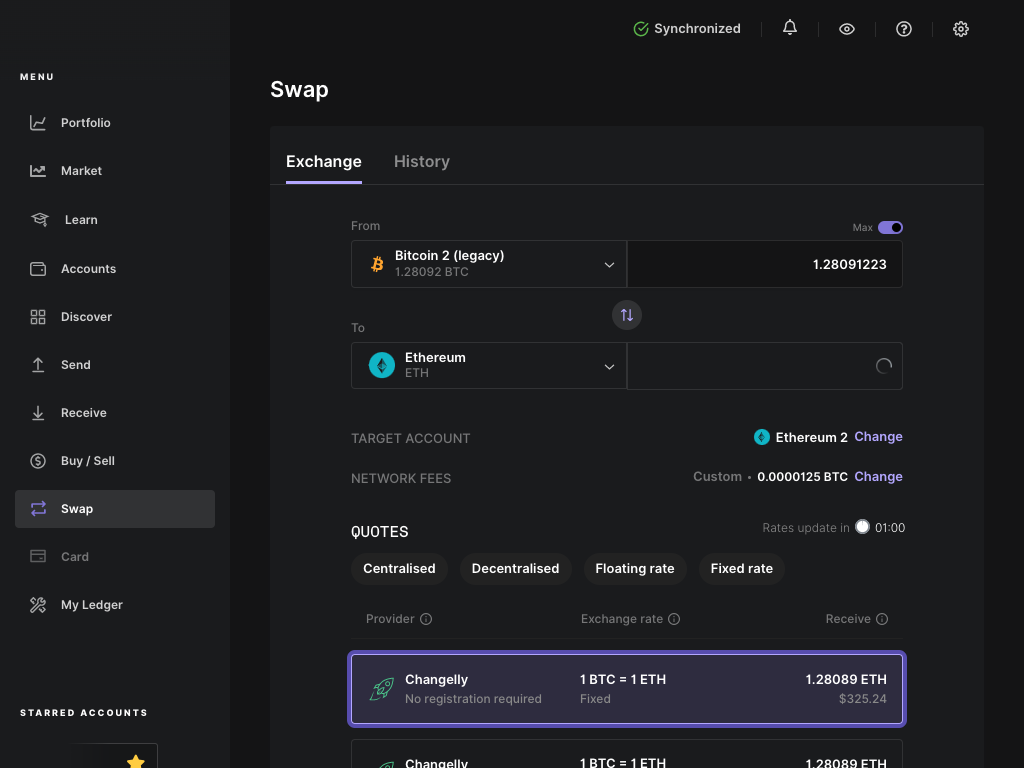 Synchronized
MENU
Portfolio
Market
Learn
Accounts
Discover
Send
Receive
Buy / Sell
Swap
Card
My Ledger
STARRED ACCOUNTS
Swap
Exchange
History
From
Max
Bitcoin 2 (legacy)
1.28092 BTC
1.28091223
To
Ethereum
ETH
TARGET ACCOUNT
Ethereum 2 Change
NETWORK FEES
Custom • 0.0000125 BTC Change
QUOTES
Rates update in 01:00
Centralised
Decentralised
Floating rate
Fixed rate
Provider
Exchange rate
Receive
Changelly
1 BTC = 1 ETH
1.28089 ETH
No registration required
Fixed
$325.24
Changelly
1 BTC = 1 ETH
1.28089 ETH